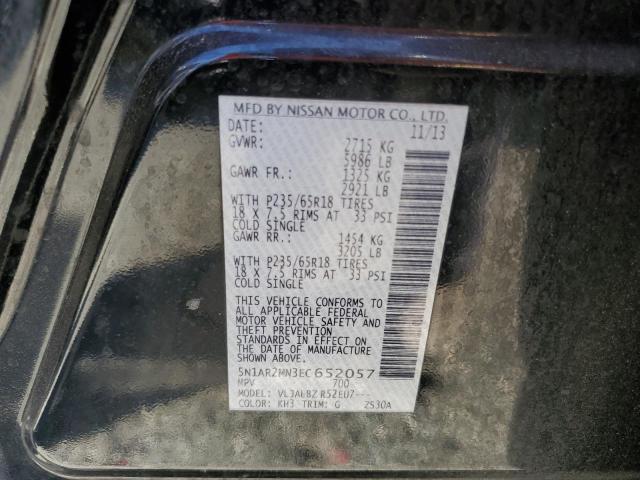 MFD BY NISSAN MOTOR CO., LTD.
DATE: 11/13
GVWR: 2715 KG
5986 LB
GAWR FR.: 1325 KG
2921 LB
WITH P235/65R18 TIRES
18 X 7.5 RIMS AT 33 PSI
COLD SINGLE
GAWR RR.: 1454 KG
3205 LB
WITH P235/65R18 TIRES
18 X 7.5 RIMS AT 33 PSI
COLD SINGLE
THIS VEHICLE CONFORMS TO
ALL APPLICABLE FEDERAL
MOTOR VEHICLE SAFETY AND
THEFT PREVENTION
STANDARDS IN EFFECT ON
THE DATE OF MANUFACTURE
SHOWN ABOVE.
5N1AR2MN3EC652057
MPV 700
MODEL:
COLOR: KH3 TRIM: G 2S30A